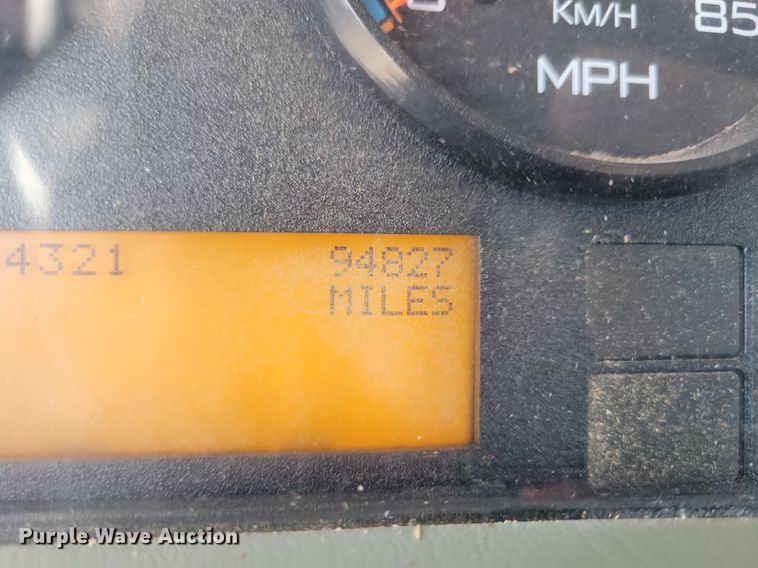 KM/H 85
MPH
4321 94827
MILES
Purple Wave Auction